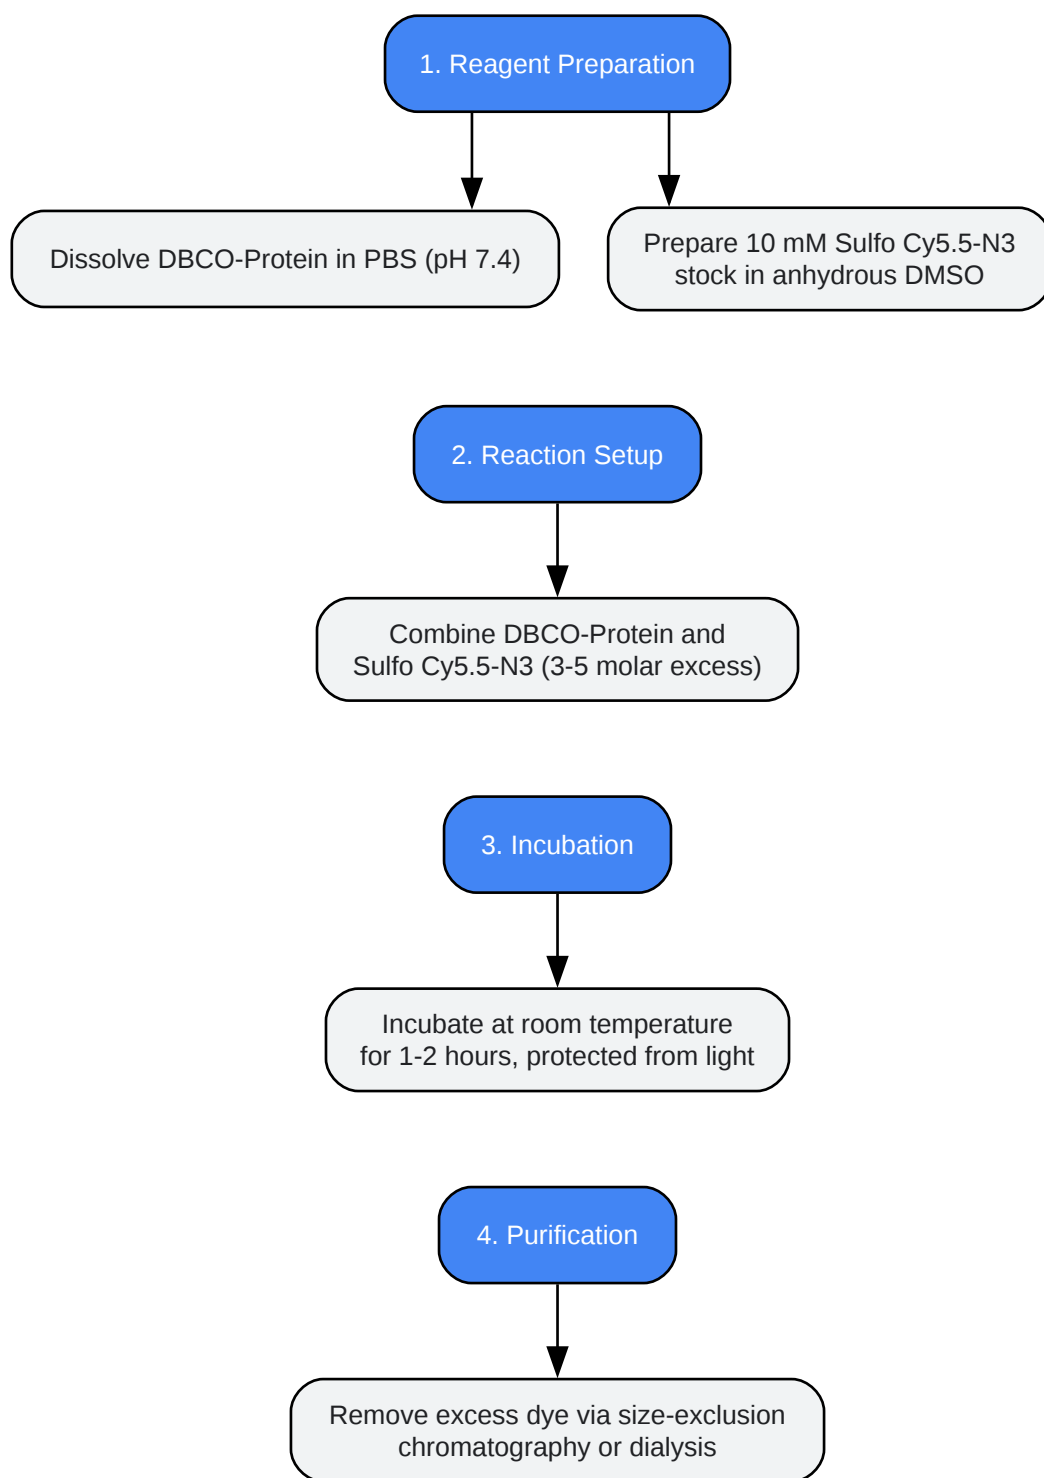 1. Reagent Preparation
Dissolve DBCO-Protein in PBS (pH 7.4)
Prepare 10 mM Sulfo Cy5.5-N3
stock in anhydrous DMSO
2. Reaction Setup
Combine DBCO-Protein and
Sulfo Cy5.5-N3 (3-5 molar excess)
3. Incubation
Incubate at room temperature
for 1-2 hours, protected from light
4. Purification
Remove excess dye via size-exclusion
chromatography or dialysis